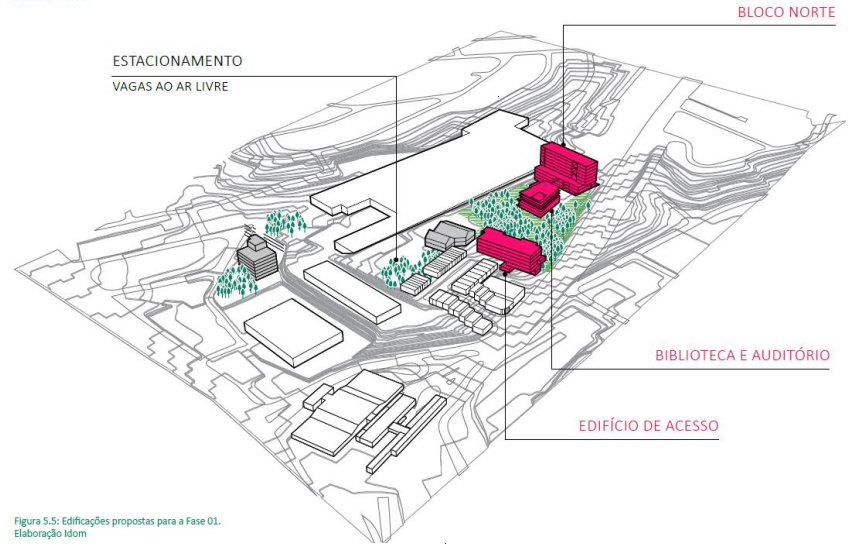 BLOCO NORTE
ESTACIONAMENTO
VAGAS AO AR LIVRE
BIBLIOTECA E AUDITÓRIO
EDIFÍCIO DE ACESSO
Figura 5.5: Edificações propostas para a Fase 01.
Elaboração Idom